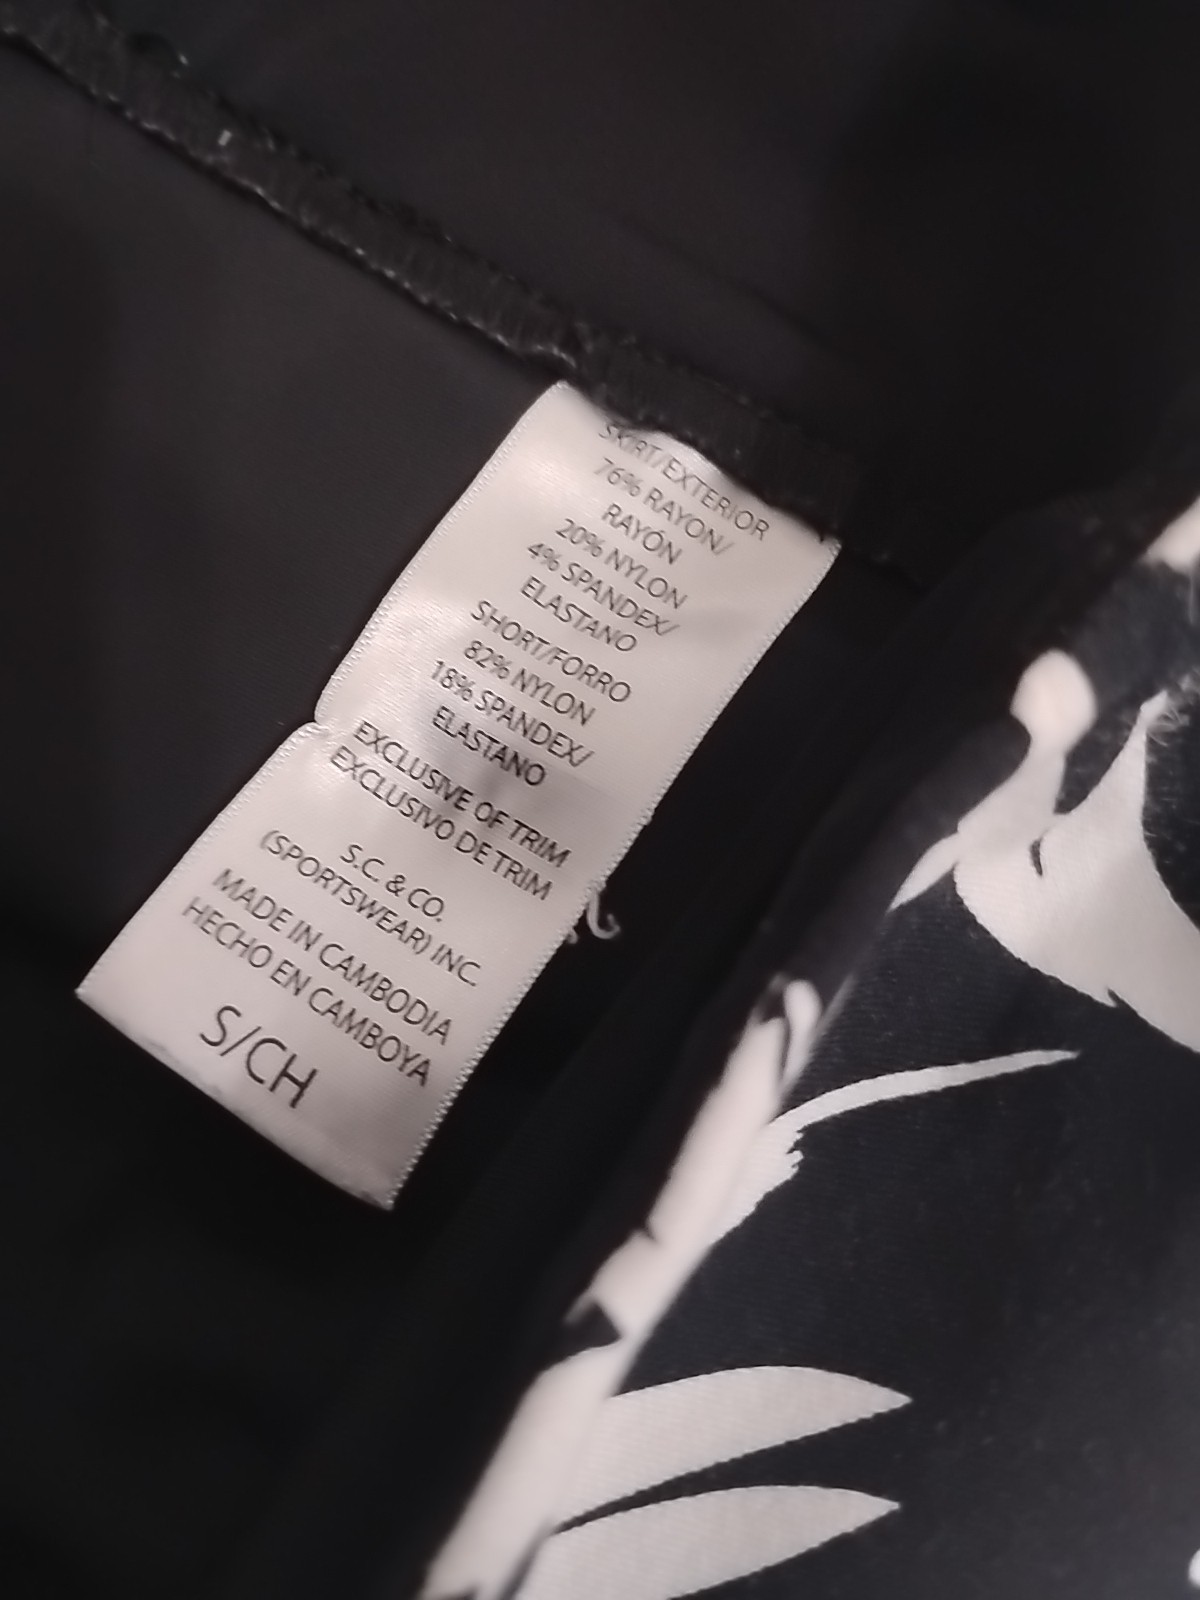 SKIRT/EXTERIOR
76% RAYON/
RAYÓN
20% NYLON
4% SPANDEX/
ELASTANO
SHORT/FORRO
82% NYLON
18% SPANDEX/
ELASTANO
EXCLUSIVE OF TRIM
EXCLUSIVO DE TRIM
S.C. & CO.
(SPORTSWEAR) INC.
MADE IN CAMBODIA
HECHO EN CAMBOYA
S/CH